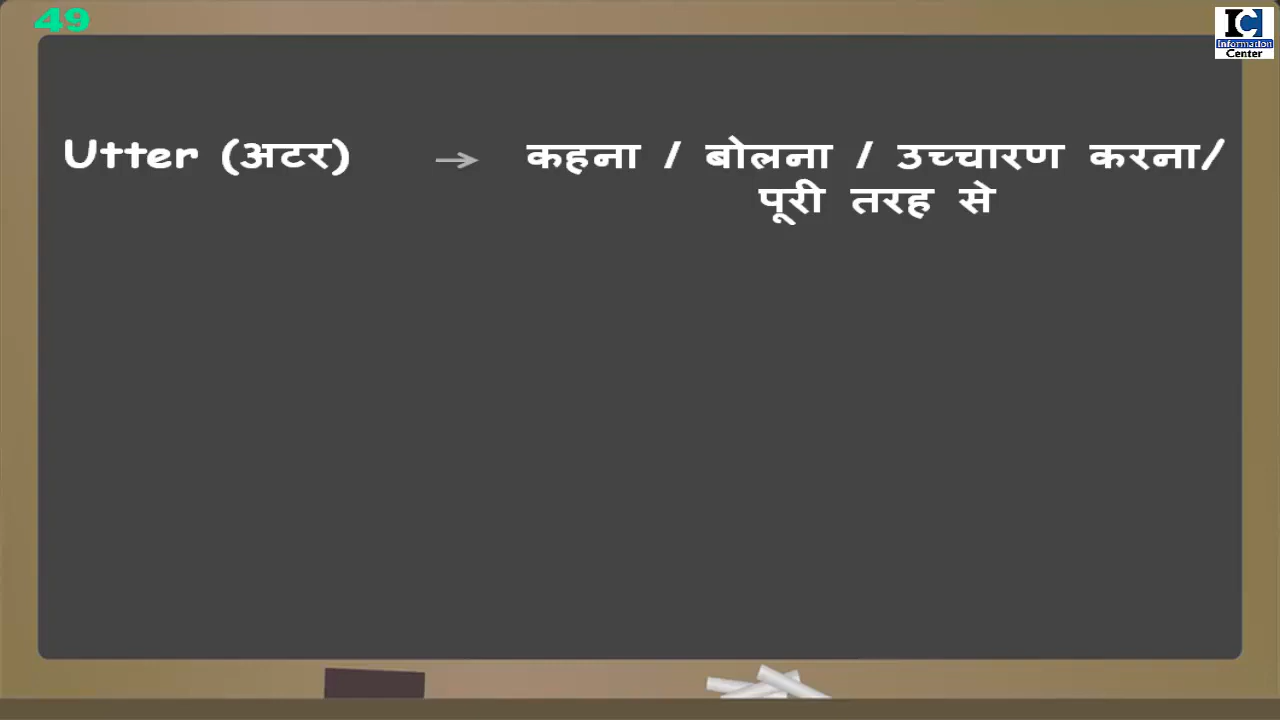 49
IC
Information
Center
Utter (अटर) → कहना / बोलना / उच्चारण करना/
पूरी तरह से